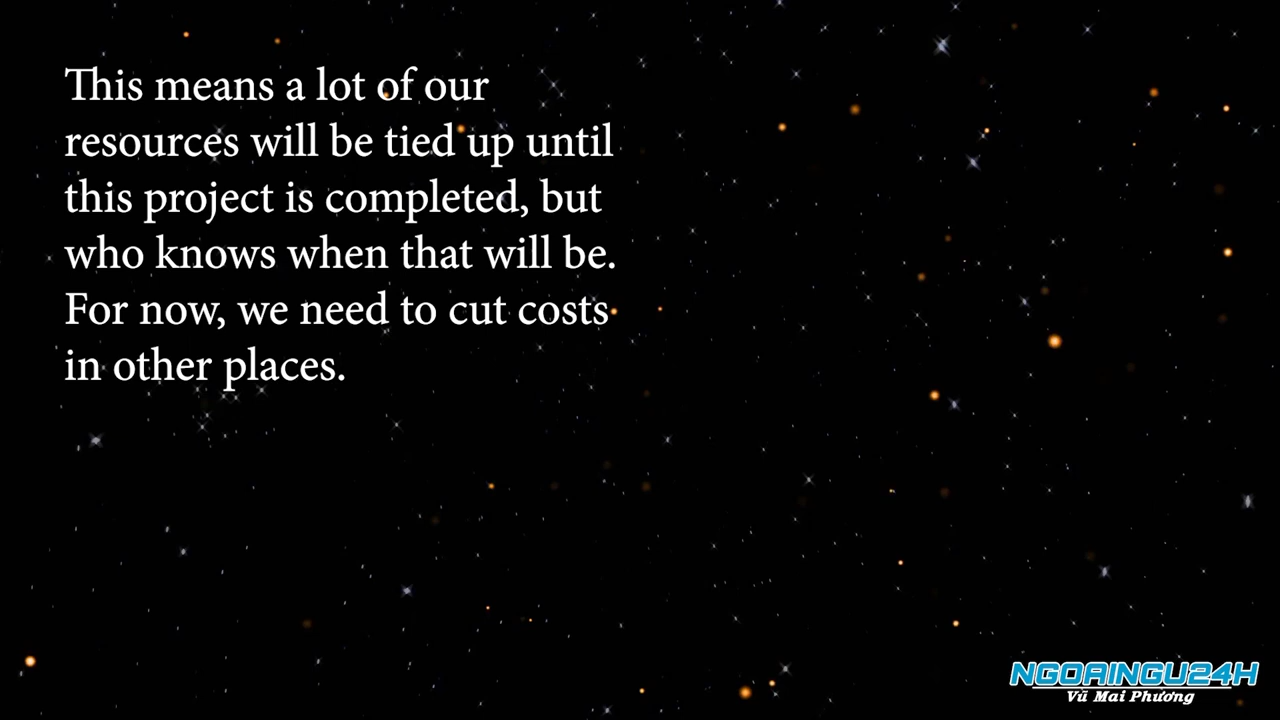 This means a lot of our
resources will be tied up until
this project is completed, but
who knows when that will be.
For now, we need to cut costs
in other places.
NGOAINGU24H
Vũ Mai Phương